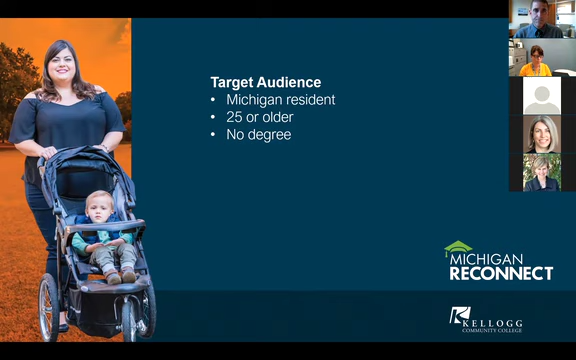 Target Audience
• Michigan resident
• 25 or older
• No degree
MICHIGAN
RECONNECT
KELLOGG
COMMUNITY COLLEGE